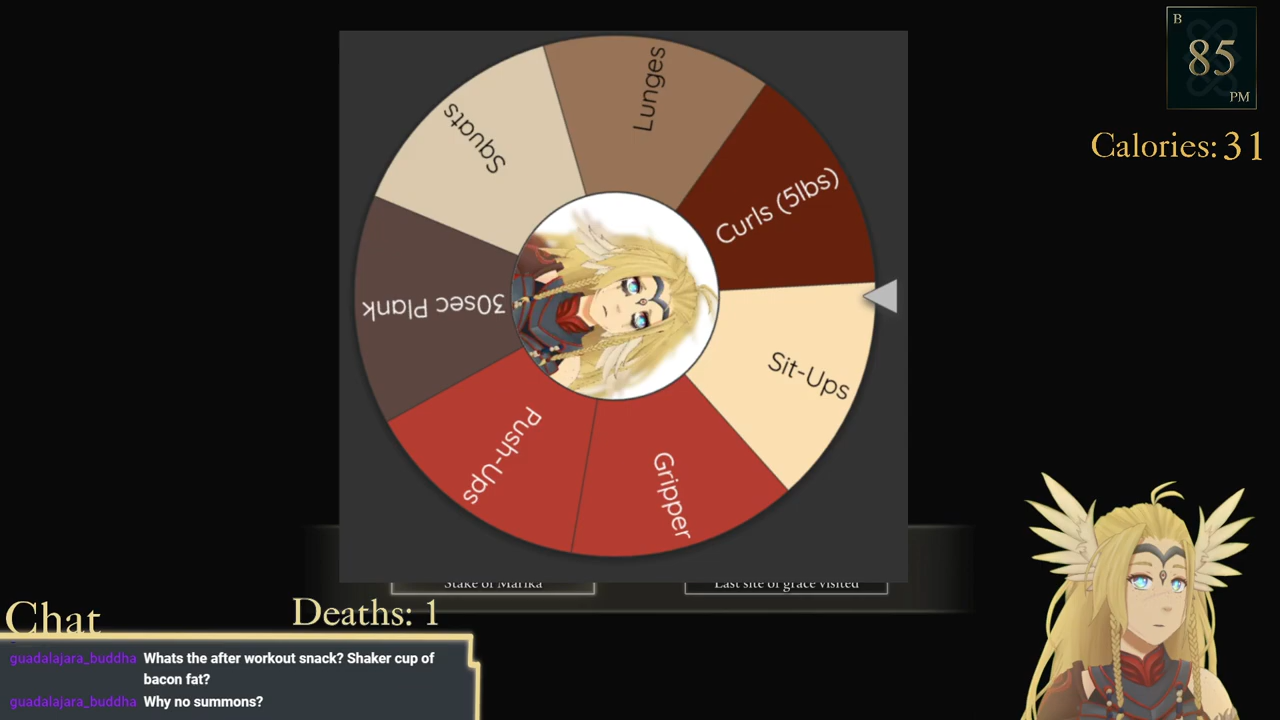 B
85
PM
Calories: 31
Lunges
Squats
Curls (5lbs)
30sec Plank
Sit-Ups
Push-Ups
Gripper
Stake of Marika
Last site of grace visited
Deaths: 1
Chat
guadalajara_buddha Whats the after workout snack? Shaker cup of
bacon fat?
guadalajara_buddha Why no summons?